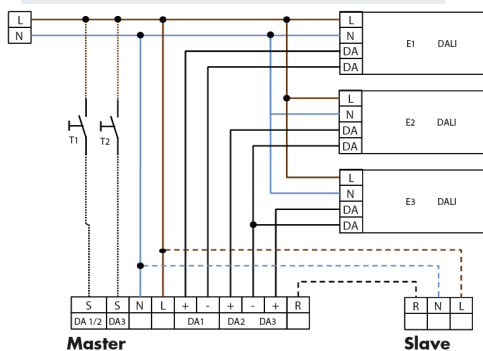 L
N
L
N
DA
DA
E1 DALI
L
N
DA
DA
E2 DALI
L
N
DA
DA
E3 DALI
T1
T2
S S N L + - + - + R
DA 1/2 DA3 DA1 DA2 DA3
R N L
Master
Slave